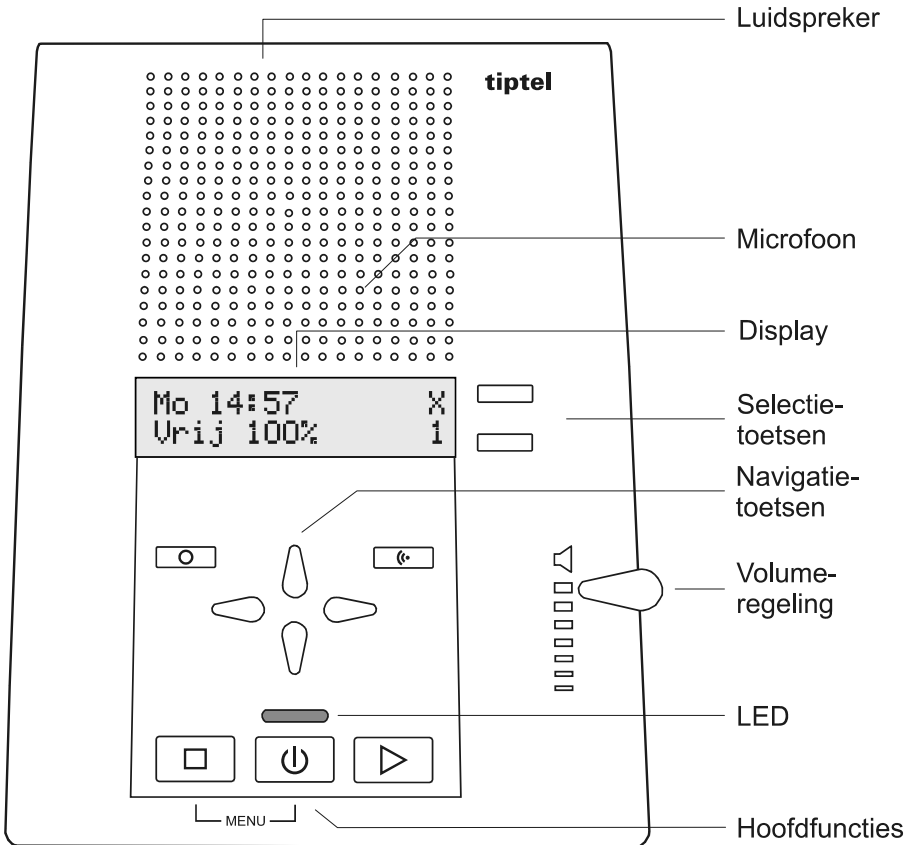 Luidspreker
tiptel
Microfoon
Display
Mo 14:57 X
Vrij 100% 1
Selectie-
toetsen
Navigatie-
toetsen
Volume-
regeling
LED
MENU
Hoofdfuncties